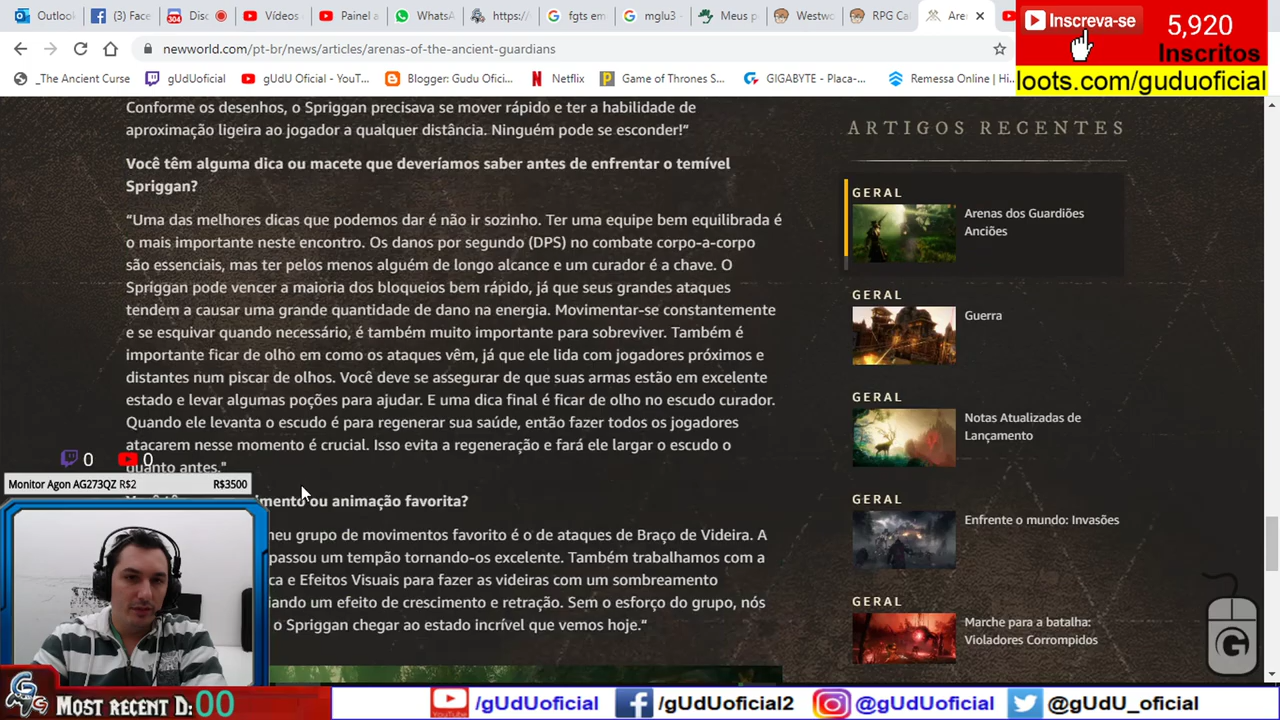 Outlook
(3) Face
304
Disc
Vídeos
Painel a
WhatsA
https:/
fgts em
mglu3 -
Meus p
Westwo
RPG Ca
Are
newworld.com/pt-br/news/articles/arenas-of-the-ancient-guardians
_The Ancient Curse
gUdUoficial
gUdU Oficial - YouT...
Blogger: Gudu Ofici...
Netflix
Game of Thrones S...
GIGABYTE - Placa-...
Remessa Online | Hi...
Inscreva-se
5,920
Inscritos
loots.com/guduoficial
Conforme os desenhos, o Spriggan precisava se mover rápido e ter a habilidade de
aproximação ligeira ao jogador a qualquer distância. Ninguém pode se esconder!“
Você têm alguma dica ou macete que deveríamos saber antes de enfrentar o temível
Spriggan?
“Uma das melhores dicas que podemos dar é não ir sozinho. Ter uma equipe bem equilibrada é
o mais importante neste encontro. Os danos por segundo (DPS) no combate corpo-a-corpo
são essenciais, mas ter pelos menos alguém de longo alcance e um curador é a chave. O
Spriggan pode vencer a maioria dos bloqueios bem rápido, já que seus grandes ataques
tendem a causar uma grande quantidade de dano na energia. Movimentar-se constantemente
e se esquivar quando necessário, é também muito importante para sobreviver. Também é
importante ficar de olho em como os ataques vêm, já que ele lida com jogadores próximos e
distantes num piscar de olhos. Você deve se assegurar de que suas armas estão em excelente
estado e levar algumas poções para ajudar. E uma dica final é ficar de olho no escudo curador.
Quando ele levanta o escudo é para regenerar sua saúde, então fazer todos os jogadores
atacarem nesse momento é crucial. Isso evita a regeneração e fará ele largar o escudo o
quanto antes.“
imento ou animação favorita?
meu grupo de movimentos favorito é o de ataques de Braço de Videira. A
passou um tempão tornando-os excelente. Também trabalhamos com a
ca e Efeitos Visuais para fazer as videiras com um sombreamento
iando um efeito de crescimento e retração. Sem o esforço do grupo, nós
o Spriggan chegar ao estado incrível que vemos hoje.“
ARTIGOS RECENTES
GERAL
Arenas dos Guardiões
Anciões
GERAL
Guerra
GERAL
Notas Atualizadas de
Lançamento
GERAL
Enfrente o mundo: Invasões
GERAL
Marche para a batalha:
Violadores Corrompidos
0
0
Monitor Agon AG273QZ R$2
R$3500
G
MOST RECENT D: 00
/gUdUoficial
/gUdUoficial2
@gUdUoficial
@gUdU_oficial